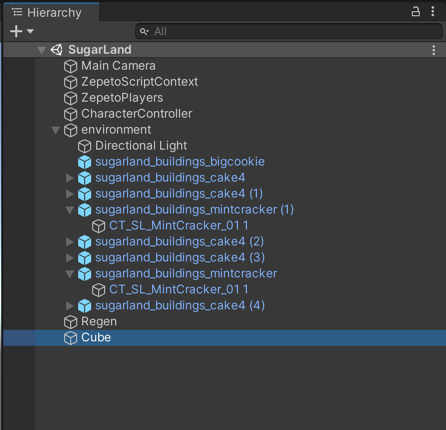 Hierarchy
All
SugarLand
Main Camera
ZepetoScriptContext
ZepetoPlayers
CharacterController
environment
Directional Light
sugarland_buildings_bigcookie
sugarland_buildings_cake4
sugarland_buildings_cake4 (1)
sugarland_buildings_mintcracker (1)
CT_SL_MintCracker_01 1
sugarland_buildings_cake4 (2)
sugarland_buildings_cake4 (3)
sugarland_buildings_mintcracker
CT_SL_MintCracker_01 1
sugarland_buildings_cake4 (4)
Regen
Cube